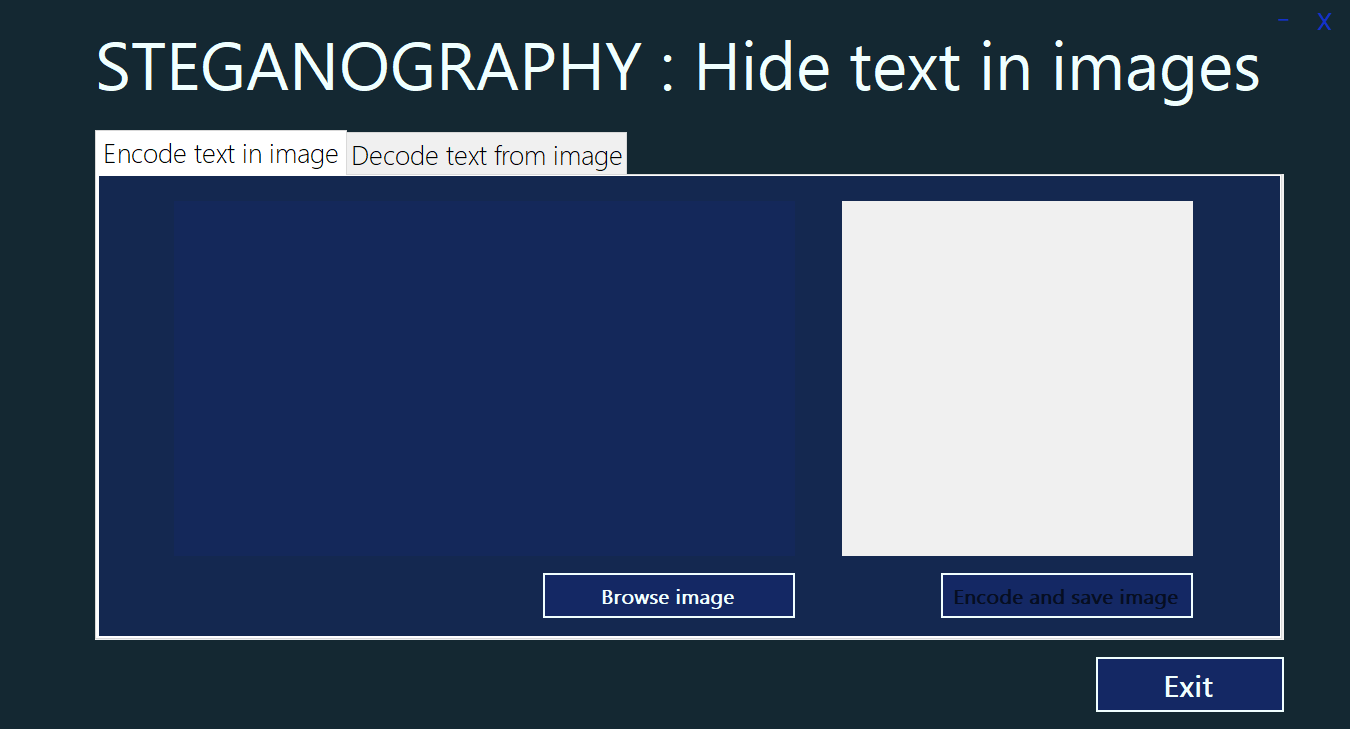 - X
STEGANOGRAPHY : Hide text in images
Encode text in image Decode text from image
Browse image Encode and save image
Exit